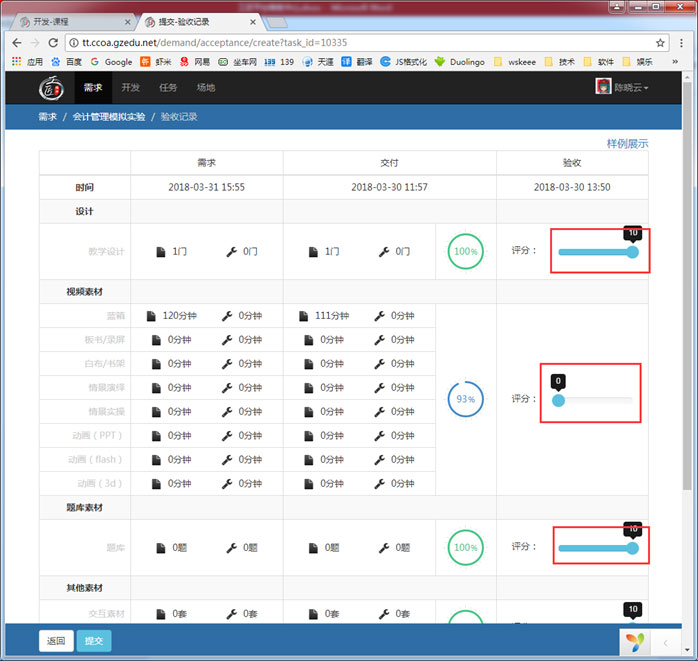 开发-课程 × 提交-验收记录 ×
tt.ccoa.gzedu.net/demand/acceptance/create?task_id=10335
应用 百度 Google 虾米 网易 坐车网 139 139 天涯 翻译 JS格式化 Duolingo wskeee 技术 软件 娱乐 »
需求 开发 任务 场地 陈晓云
需求 / 会计管理模拟实验 / 验收记录
样例展示
需求 交付 验收
时间 2018-03-31 15:55 2018-03-30 11:57 2018-03-30 13:50
设计
10
教学设计 1门 0门 1门 0门 100% 评分：
视频素材
蓝箱 120分钟 0分钟 111分钟 0分钟
板书/录屏 0分钟 0分钟 0分钟 0分钟
白布/书架 0分钟 0分钟 0分钟 0分钟
情景演绎 0分钟 0分钟 0分钟 0分钟
0
93% 评分：
情景实操 0分钟 0分钟 0分钟 0分钟
动画（PPT） 0分钟 0分钟 0分钟 0分钟
动画（flash） 0分钟 0分钟 0分钟 0分钟
动画（3d） 0分钟 0分钟 0分钟 0分钟
题库素材
10
题库 0题 0题 0题 0题 100% 评分：
其他素材
交互素材 0套 0套 0套 0套 10
返回 提交